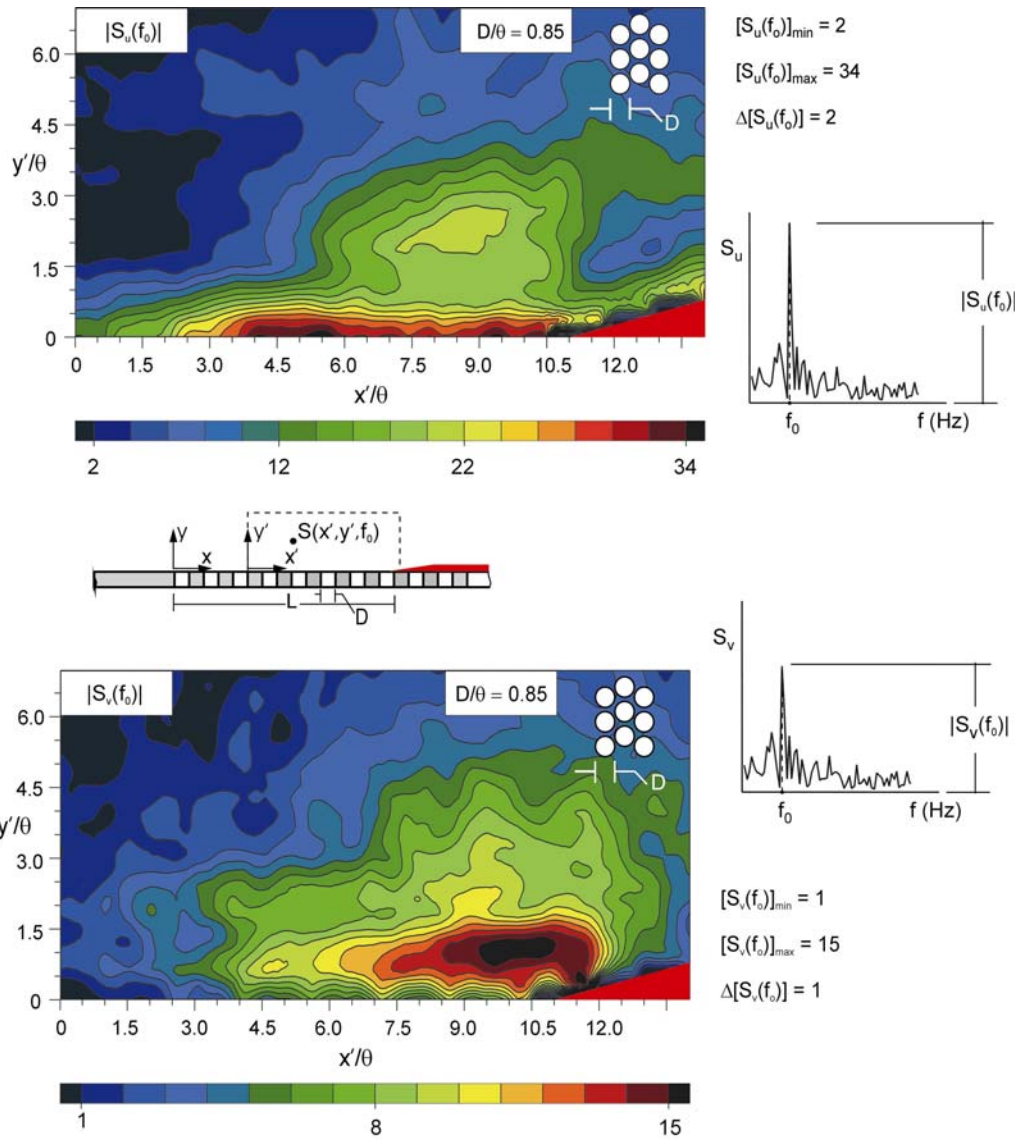 |Sᵤ(f₀)|
D/θ = 0.85
D
[Sᵤ(fₒ)]min = 2
[Sᵤ(fₒ)]max = 34
Δ[Sᵤ(fₒ)] = 2
6.0
4.5
3.0
1.5
0
y'/θ
0 1.5 3.0 4.5 6.0 7.5 9.0 10.5 12.0
x'/θ
2 12 22 34
Sᵤ
|Sᵤ(f₀)|
f₀
f (Hz)
y y' S(x',y',f₀)
x x'
L
D
|Sᵥ(f₀)|
D/θ = 0.85
D
6.0
4.5
3.0
1.5
0
y'/θ
0 1.5 3.0 4.5 6.0 7.5 9.0 10.5 12.0
x'/θ
1 8 15
Sᵥ
|Sᵥ(f₀)|
f₀
f (Hz)
[Sᵥ(fₒ)]min = 1
[Sᵥ(fₒ)]max = 15
Δ[Sᵥ(fₒ)] = 1